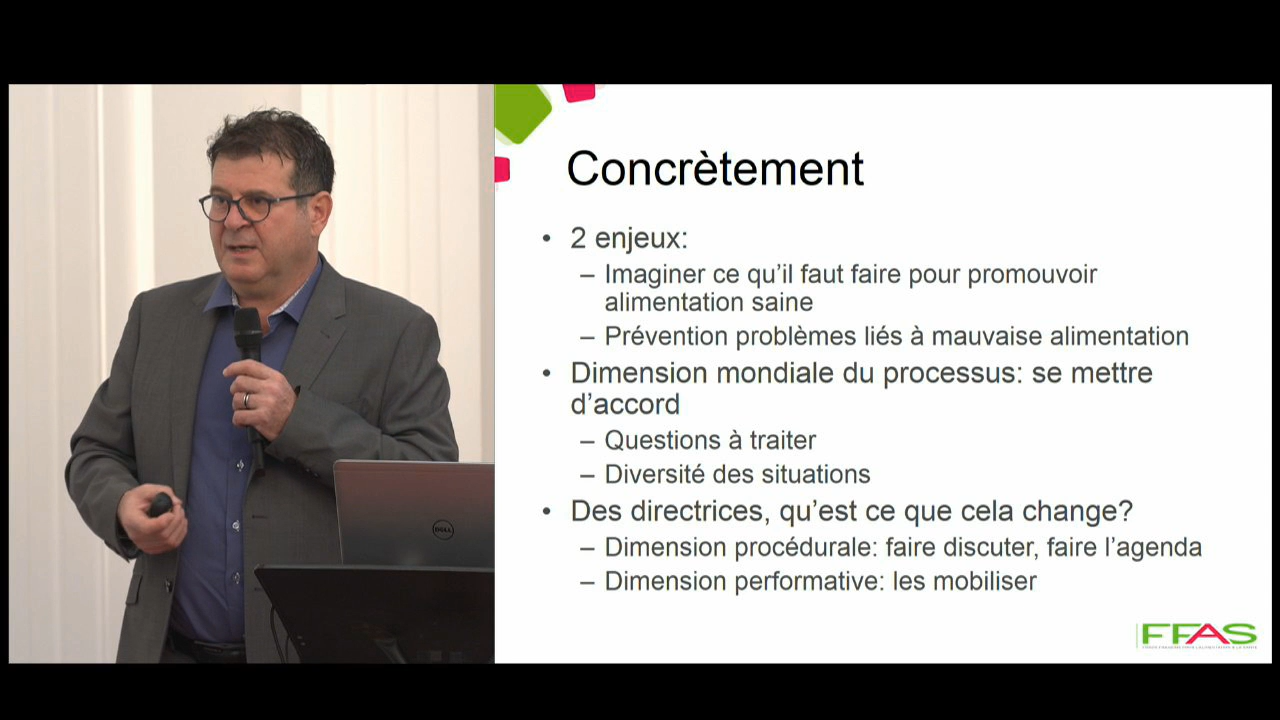 Concrètement
• 2 enjeux:
– Imaginer ce qu'il faut faire pour promouvoir
alimentation saine
– Prévention problèmes liés à mauvaise alimentation
• Dimension mondiale du processus: se mettre
d'accord
– Questions à traiter
– Diversité des situations
• Des directrices, qu'est ce que cela change?
– Dimension procédurale: faire discuter, faire l'agenda
– Dimension performative: les mobiliser
DELL
FFAS